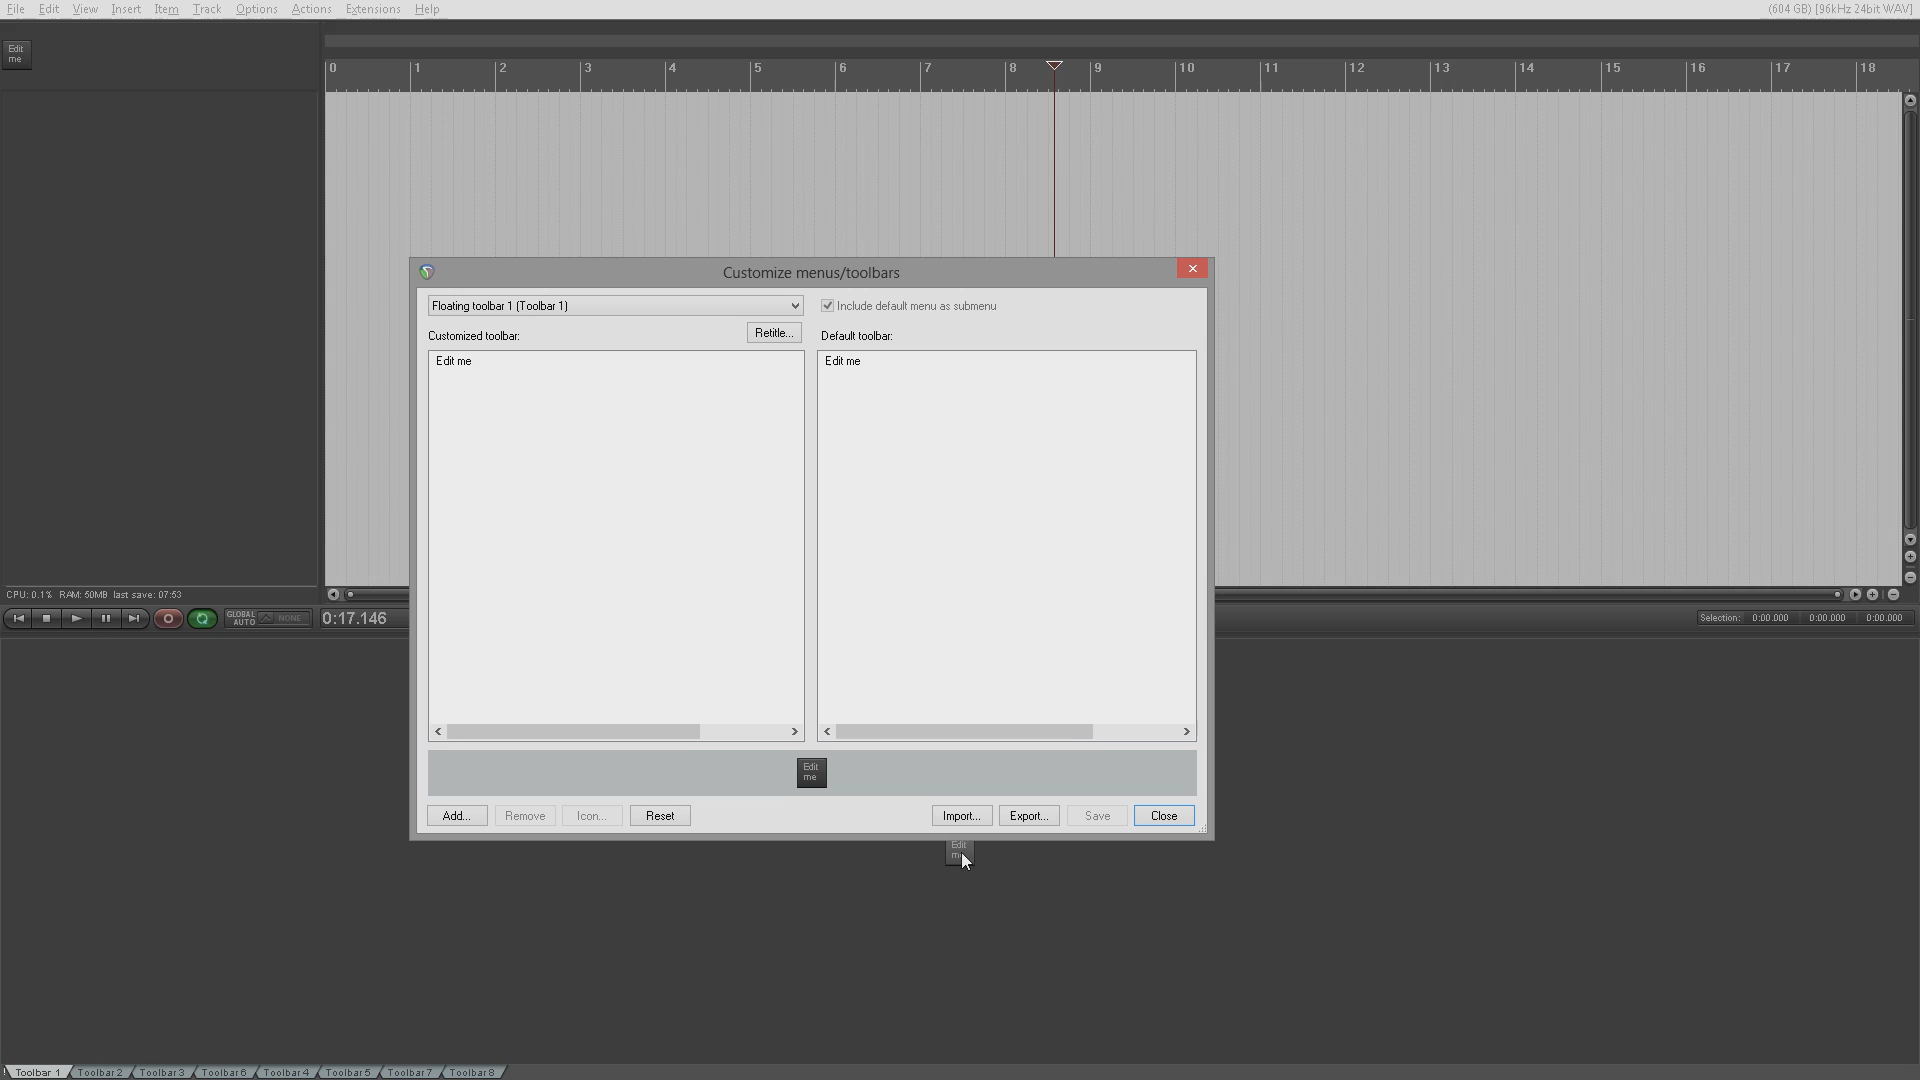 File Edit View Insert Item Track Options Actions Extensions Help
(604 GB) [96kHz 24bit WAV]
Edit
me
0 1 2 3 4 5 6 7 8 9 10 11 12 13 14 15 16 17 18
Customize menus/toolbars
Floating toolbar 1 (Toolbar 1)
Include default menu as submenu
Customized toolbar:
Retitle...
Default toolbar:
Edit me
Edit me
Edit
me
Add...
Remove
Icon...
Reset
Import...
Export...
Save
Close
CPU: 0.1% RAM: 50MB last save: 07:53
GLOBAL
AUTO
NONE
0:17.146
Selection: 0:00.000 0:00.000 0:00.000
Edit
Toolbar 1 Toolbar 2 Toolbar 3 Toolbar 6 Toolbar 4 Toolbar 5 Toolbar 7 Toolbar 8